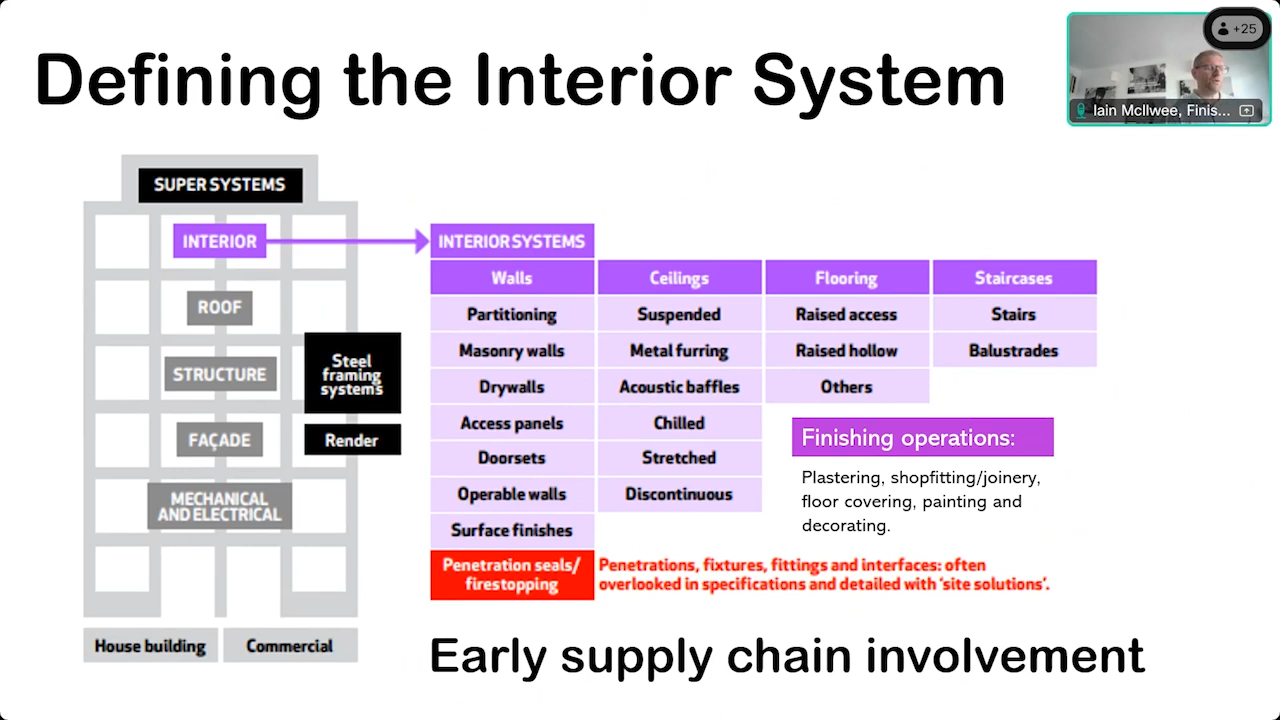 Defining the Interior System
+25
Iain McIlwee, Finis...
SUPER SYSTEMS
INTERIOR
ROOF
STRUCTURE
Steel
framing
systems
FAÇADE
Render
MECHANICAL
AND ELECTRICAL
House building
Commercial
INTERIOR SYSTEMS
Walls
Ceilings
Flooring
Staircases
Partitioning
Suspended
Raised access
Stairs
Masonry walls
Metal furring
Raised hollow
Balustrades
Drywalls
Acoustic baffles
Others
Access panels
Chilled
Doorsets
Stretched
Operable walls
Discontinuous
Surface finishes
Finishing operations:
Plastering, shopfitting/joinery,
floor covering, painting and
decorating.
Penetration seals/
firestopping
Penetrations, fixtures, fittings and interfaces: often
overlooked in specifications and detailed with ‘site solutions’.
Early supply chain involvement